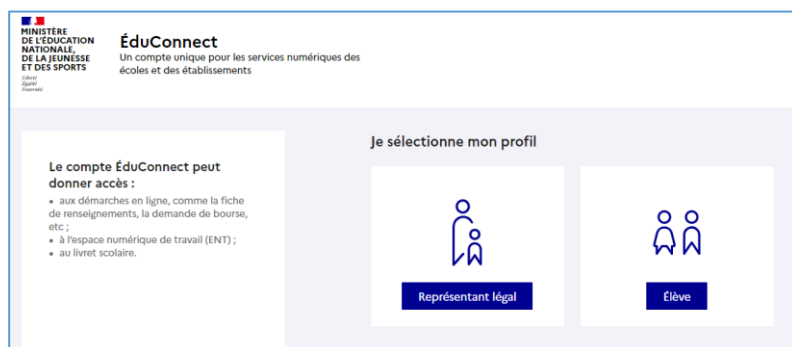 MINISTÈRE
DE L'ÉDUCATION
NATIONALE,
DE LA JEUNESSE
ET DES SPORTS
Liberté
Égalité
Fraternité
ÉduConnect
Un compte unique pour les services numériques des
écoles et des établissements
Le compte ÉduConnect peut
donner accès :
• aux démarches en ligne, comme la fiche
de renseignements, la demande de bourse,
etc ;
• à l'espace numérique de travail (ENT) ;
• au livret scolaire.
Je sélectionne mon profil
Représentant légal
Élève